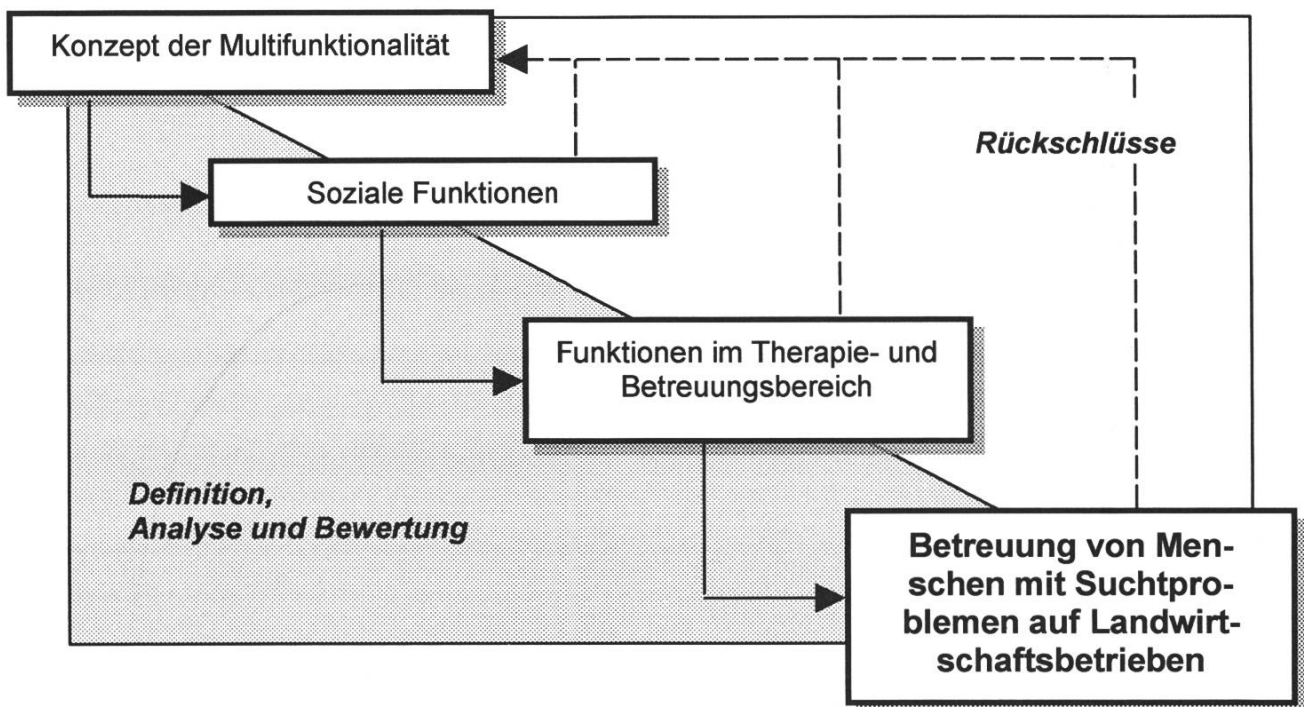 Konzept der Multifunktionalität
Rückschlüsse
Soziale Funktionen
Funktionen im Therapie- und
Betreuungsbereich
Definition,
Analyse und Bewertung
Betreuung von Men-
schen mit Suchtpro-
blemen auf Landwirt-
schaftsbetrieben